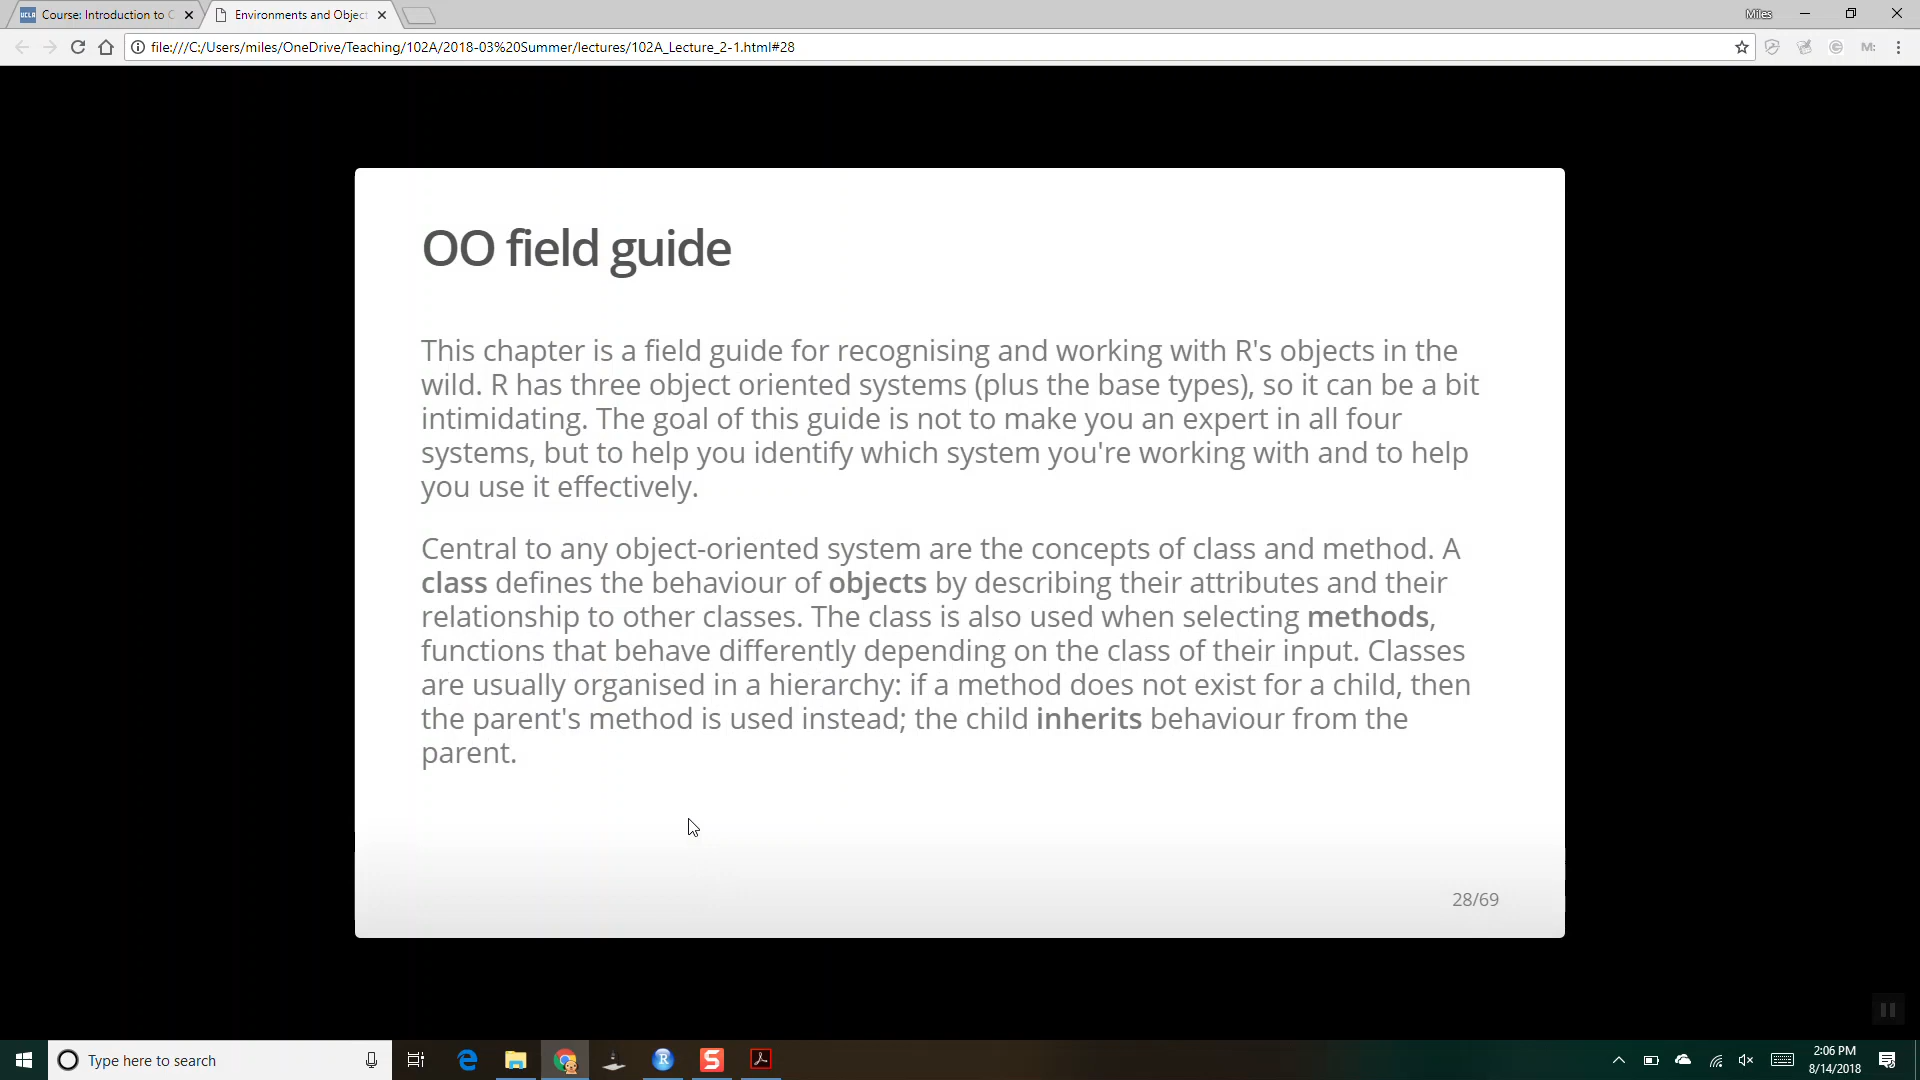 Course: Introduction to C
Environments and Object
Miles
file:///C:/Users/miles/OneDrive/Teaching/102A/2018-03%20Summer/lectures/102A_Lecture_2-1.html#28
OO field guide
This chapter is a field guide for recognising and working with R's objects in the
wild. R has three object oriented systems (plus the base types), so it can be a bit
intimidating. The goal of this guide is not to make you an expert in all four
systems, but to help you identify which system you're working with and to help
you use it effectively.
Central to any object-oriented system are the concepts of class and method. A
class defines the behaviour of objects by describing their attributes and their
relationship to other classes. The class is also used when selecting methods,
functions that behave differently depending on the class of their input. Classes
are usually organised in a hierarchy: if a method does not exist for a child, then
the parent's method is used instead; the child inherits behaviour from the
parent.
28/69
Type here to search
2:06 PM
8/14/2018